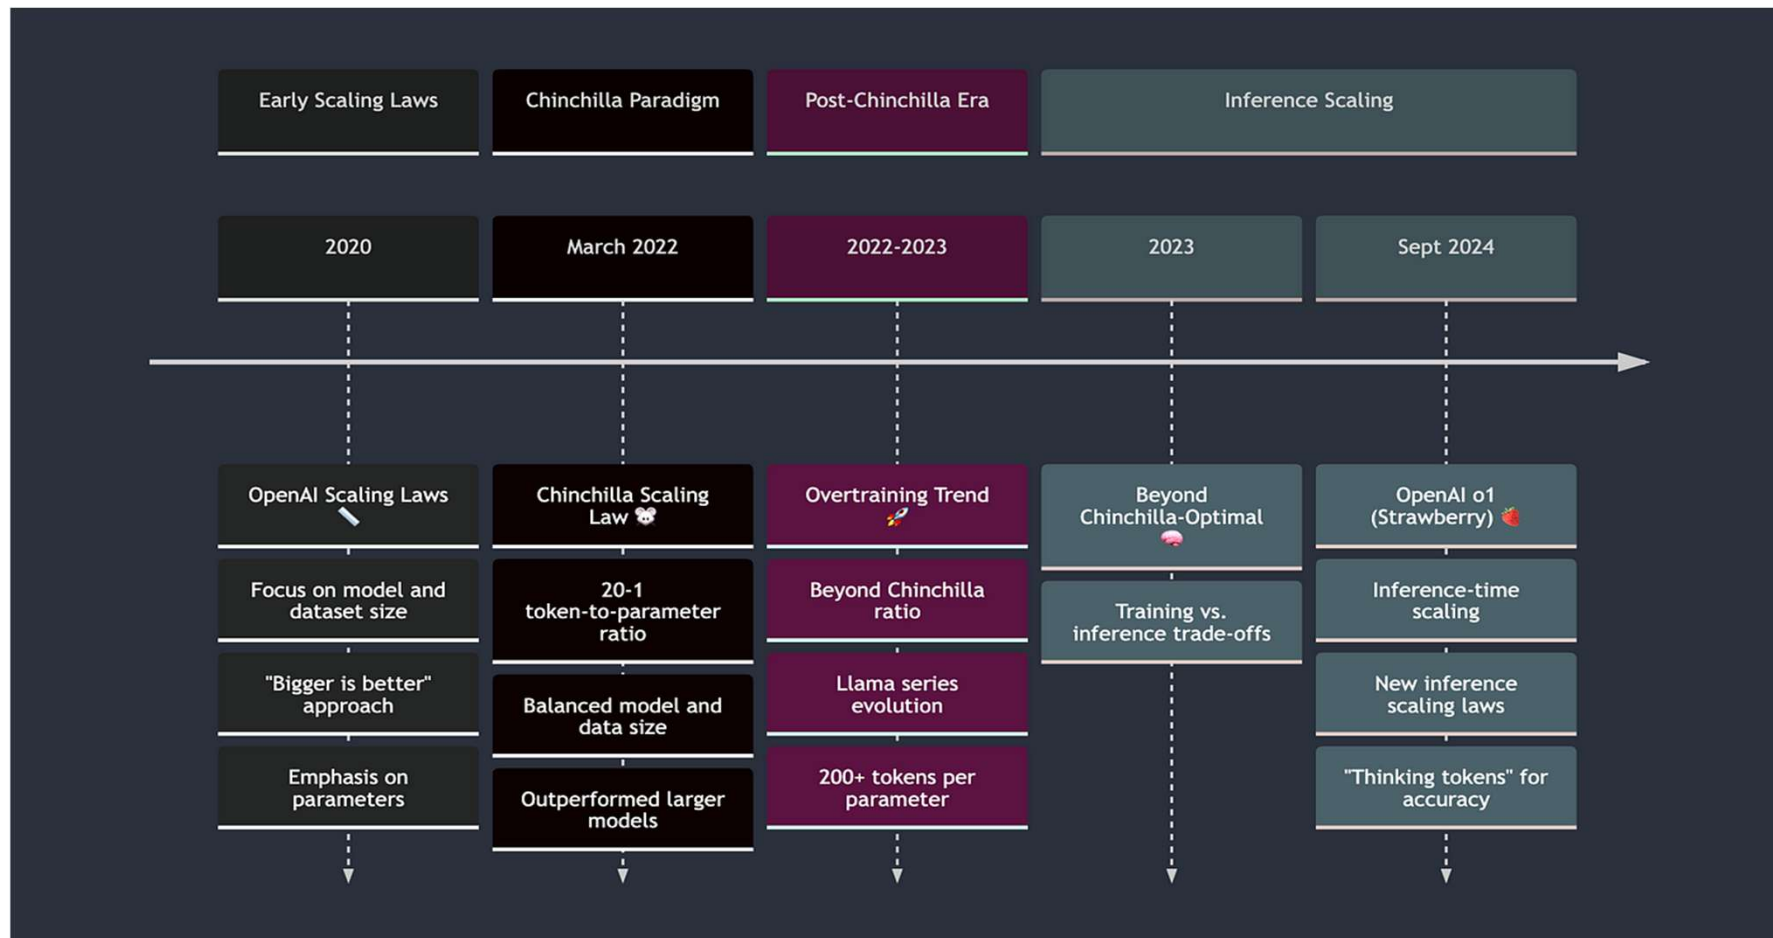 Early Scaling Laws
Chinchilla Paradigm
Post-Chinchilla Era
Inference Scaling
2020
March 2022
2022-2023
2023
Sept 2024
OpenAI Scaling Laws
📏
Focus on model and
dataset size
"Bigger is better"
approach
Emphasis on
parameters
Chinchilla Scaling
Law 🐭
20-1
token-to-parameter
ratio
Balanced model and
data size
Outperformed larger
models
Overtraining Trend
🚀
Beyond Chinchilla
ratio
Llama series
evolution
200+ tokens per
parameter
Beyond
Chinchilla-Optimal
🧠
Training vs.
inference trade-offs
OpenAI o1
(Strawberry) 🍓
Inference-time
scaling
New inference
scaling laws
"Thinking tokens" for
accuracy